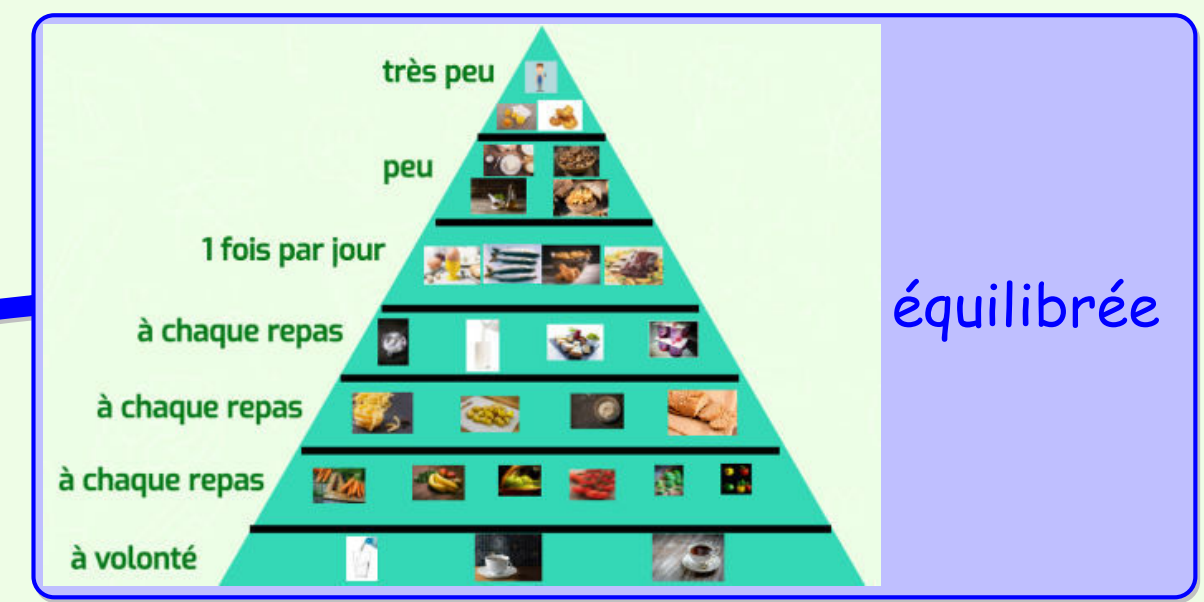 très peu
peu
1 fois par jour
à chaque repas
à chaque repas
à chaque repas
à volonté
équilibrée